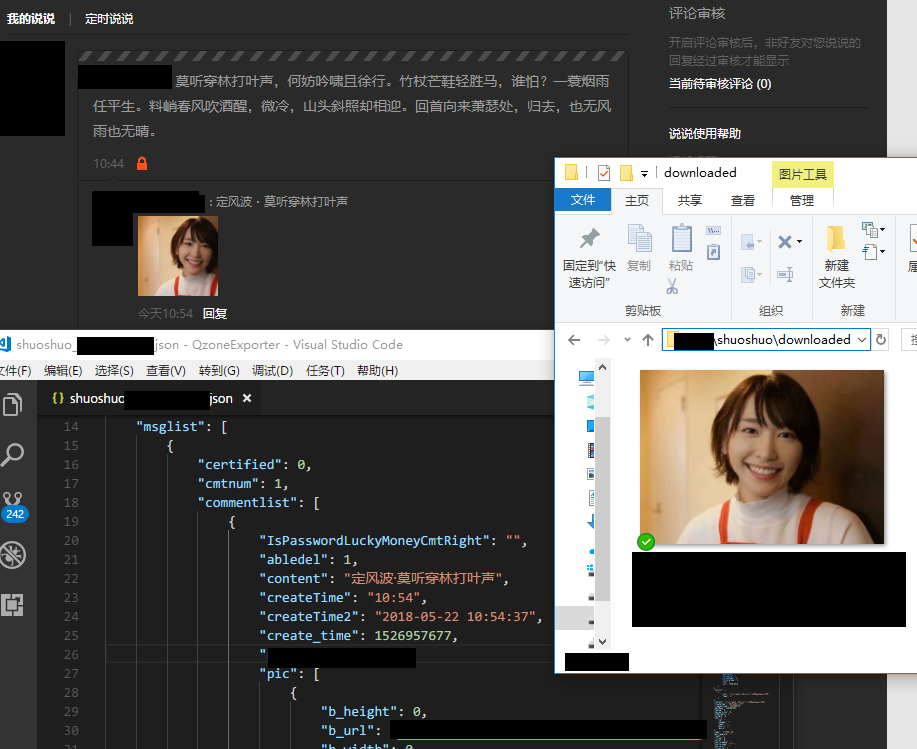 我的说说 | 定时说说
莫听穿林打叶声，何妨吟啸且徐行。竹杖芒鞋轻胜马，谁怕？一蓑烟雨
任平生。料峭春风吹酒醒，微冷，山头斜照却相迎。回首向来萧瑟处，归去，也无风
雨也无晴。
10:44
: 定风波 · 莫听穿林打叶声
今天10:54 回复
评论审核
开启评论审核后，非好友对您说说的
回复经过审核才能显示
当前待审核评论 (0)
说说使用帮助
downloaded
图片工具
文件 主页 共享 查看 管理
固定到“快
速访问”
复制
粘贴
新建
文件夹
剪贴板
组织
新建
\shuoshuo\downloaded
shuoshuo_
json - QzoneExporter - Visual Studio Code
文件(F) 编辑(E) 选择(S) 查看(V) 转到(G) 调试(D) 任务(T) 帮助(H)
{} shuoshuo json ×
242
14 "msglist": [
15 {
16 "certified": 0,
17 "cmtnum": 1,
18 "commentlist": [
19 {
20 "IsPasswordLuckyMoneyCmtRight": "",
21 "abledel": 1,
22 "content": "定风波·莫听穿林打叶声",
23 "createTime": "10:54",
24 "createTime2": "2018-05-22 10:54:37",
25 "create_time": 1526957677,
26 "
27 "pic": [
28 {
29 "b_height": 0,
30 "b_url":
31 "b_width": 0